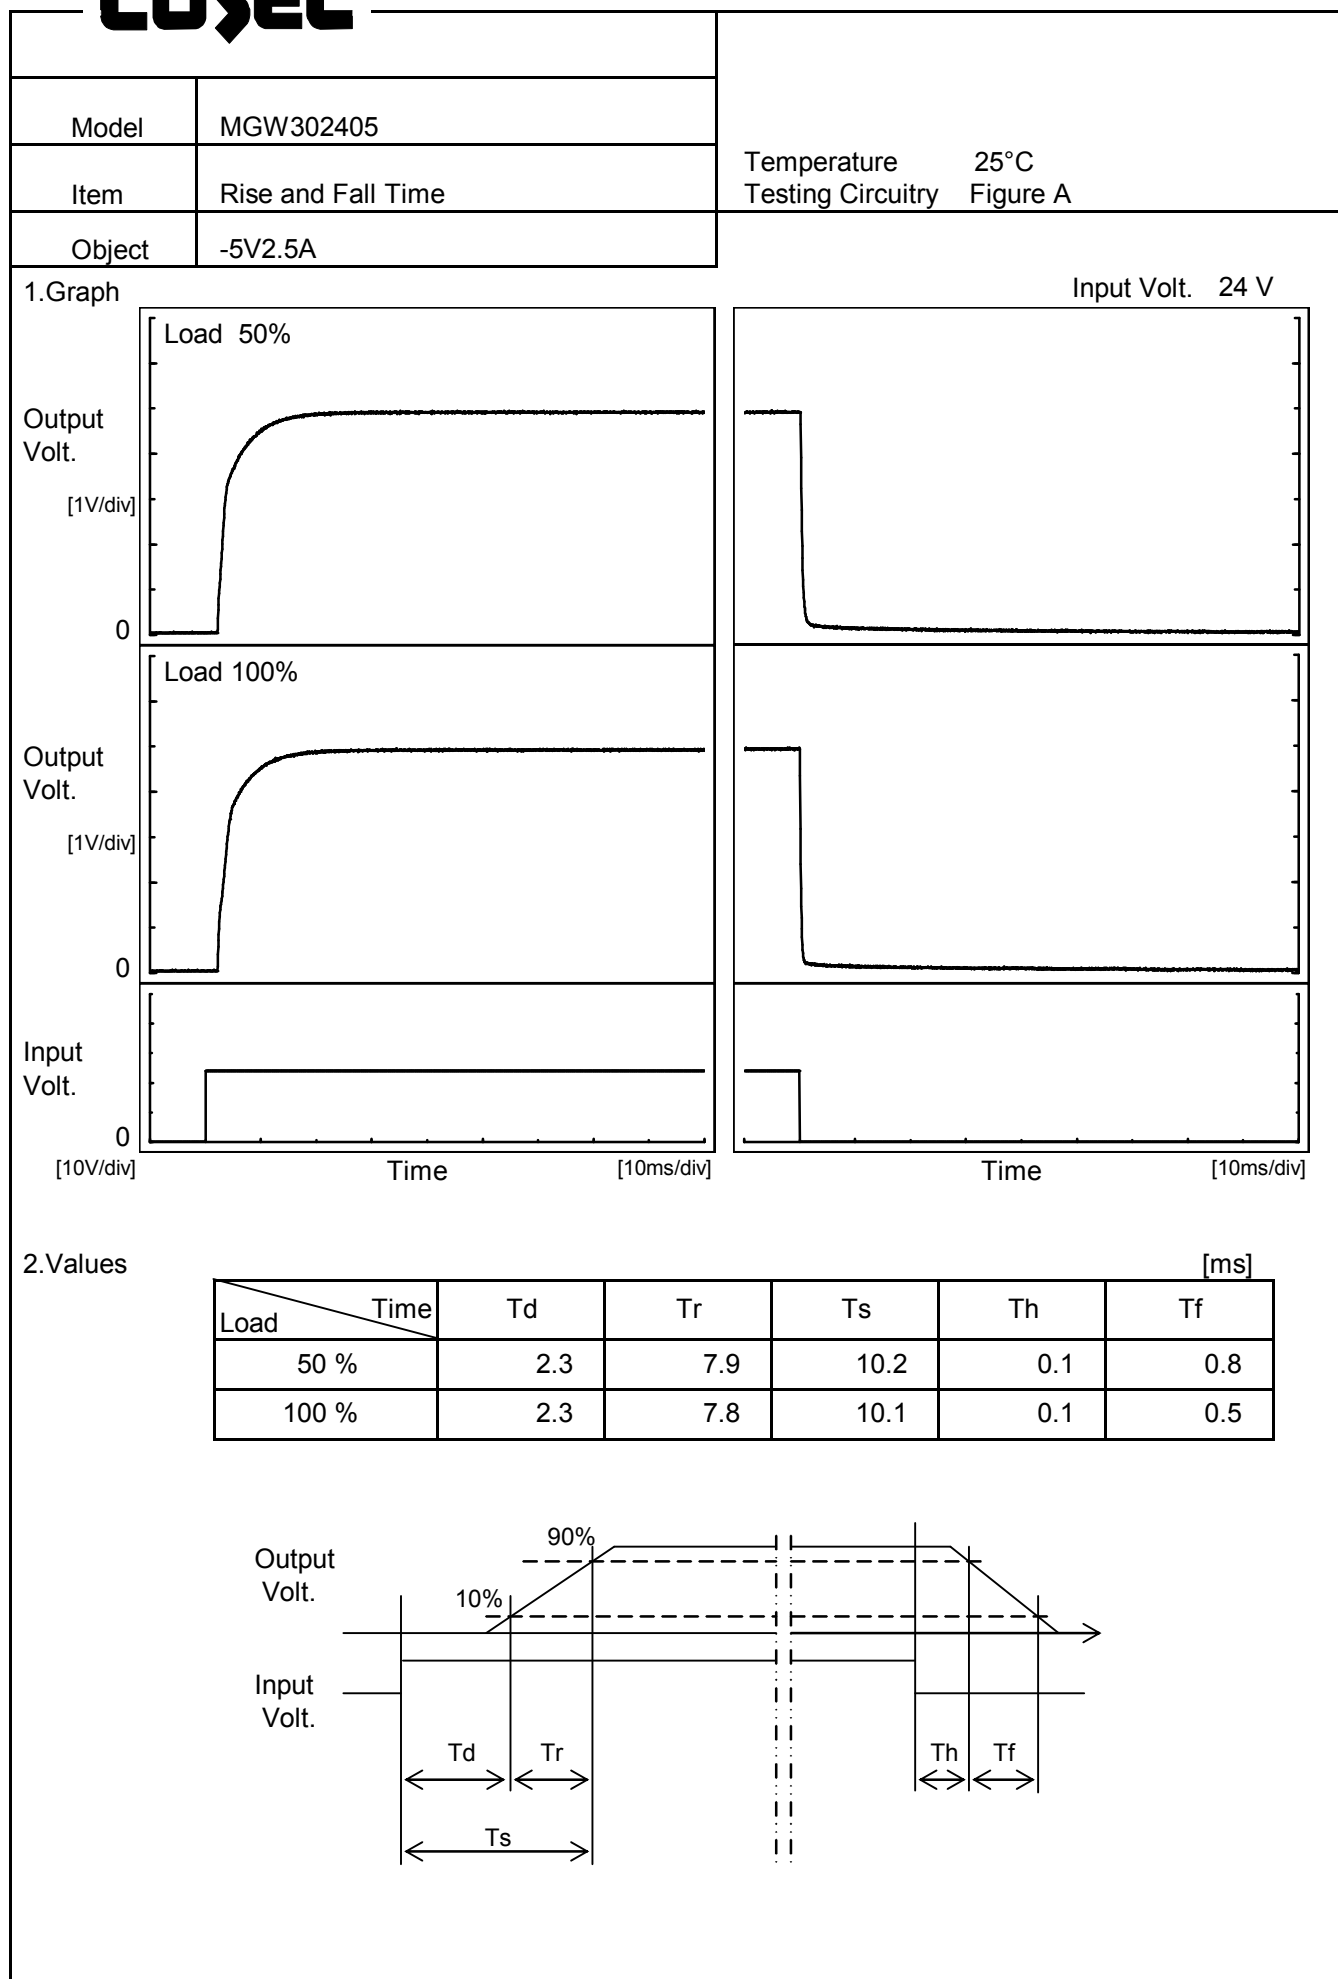 COSEL
Model MGW302405
Item Rise and Fall Time
Object -5V2.5A
Temperature 25°C
Testing Circuitry Figure A
1.Graph
Input Volt. 24 V
Load 50%
Output
Volt.
[1V/div]
0
Load 100%
Output
Volt.
[1V/div]
0
Input
Volt.
0
[10V/div] Time [10ms/div] Time [10ms/div]
2.Values [ms]
Load Time Td Tr Ts Th Tf
50 % 2.3 7.9 10.2 0.1 0.8
100 % 2.3 7.8 10.1 0.1 0.5
Output
Volt.
90%
10%
Input
Volt.
Td Tr Th Tf
Ts